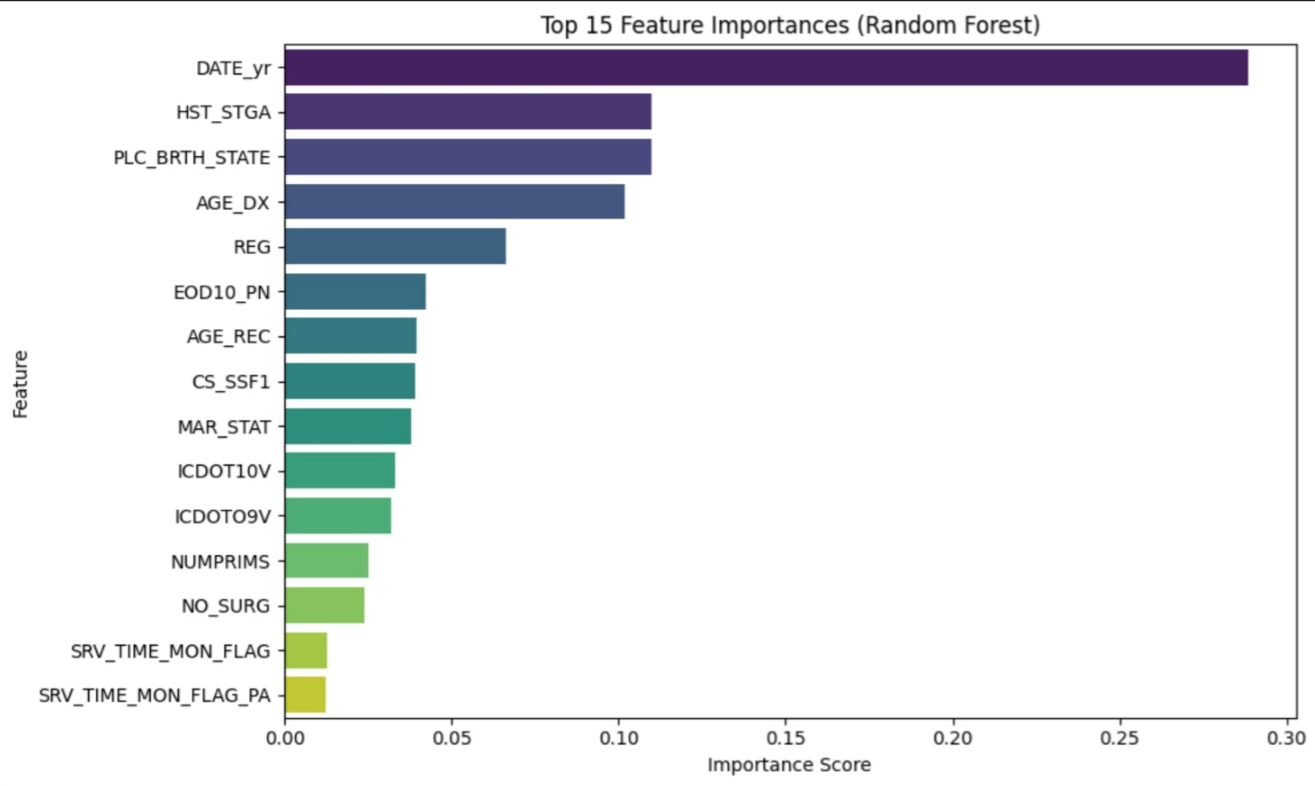 Top 15 Feature Importances (Random Forest)
DATE_yr
HST_STGA
PLC_BRTH_STATE
AGE_DX
REG
EOD10_PN
AGE_REC
CS_SSF1
MAR_STAT
ICDOT10V
ICDOTO9V
NUMPRIMS
NO_SURG
SRV_TIME_MON_FLAG
SRV_TIME_MON_FLAG_PA
Feature
0.00 0.05 0.10 0.15 0.20 0.25 0.30
Importance Score